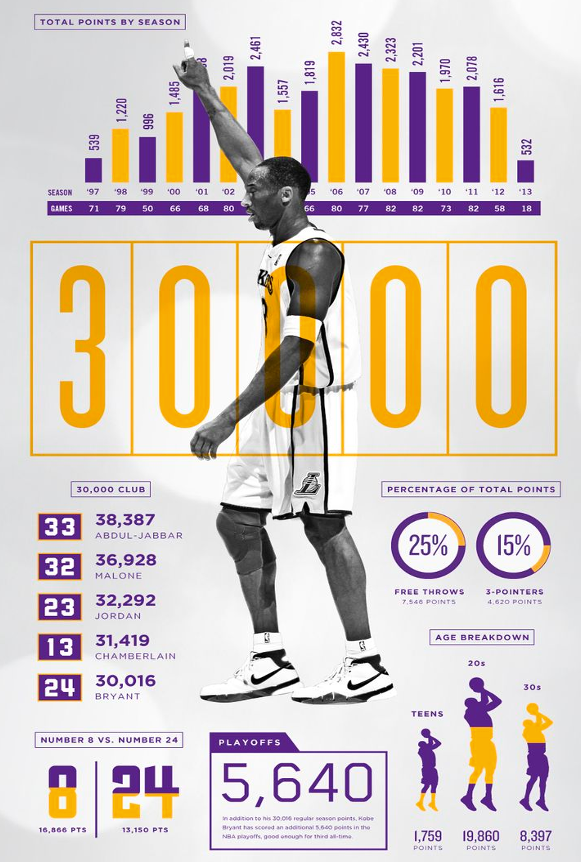 TOTAL POINTS BY SEASON
539
1,220
996
1,485
2,019
2,461
1,557
1,819
2,832
2,430
2,323
2,201
1,970
2,078
1,616
532
SEASON '97 '98 '99 '00 '01 '02 '06 '07 '08 '09 '10 '11 '12 '13
GAMES 71 79 50 66 68 80 80 77 82 82 73 82 58 18
30000
30,000 CLUB
33 38,387
ABDUL-JABBAR
32 36,928
MALONE
23 32,292
JORDAN
13 31,419
CHAMBERLAIN
24 30,016
BRYANT
PERCENTAGE OF TOTAL POINTS
25% 15%
FREE THROWS 3-POINTERS
7,546 POINTS 4,620 POINTS
AGE BREAKDOWN
20s
30s
TEENS
1,759 19,860 8,397
POINTS POINTS POINTS
NUMBER 8 VS. NUMBER 24
8 24
16,866 PTS 13,150 PTS
PLAYOFFS
5,640
In addition to his 30,016 regular season points, Kobe
Bryant has scored an additional 5,640 points in the
NBA playoffs, good enough for third all-time.